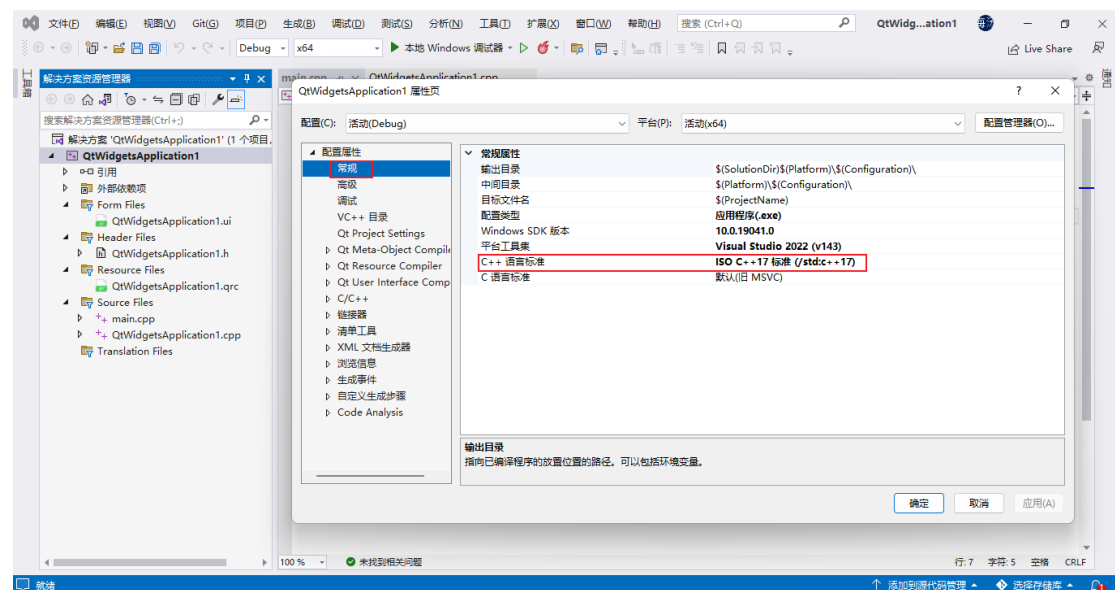 文件(F) 编辑(E) 视图(V) Git(G) 项目(P) 生成(B) 调试(D) 测试(S) 分析(N) 工具(T) 扩展(X) 窗口(W) 帮助(H) 搜索 (Ctrl+Q) QtWidg...ation1
Debug x64 本地 Windows 调试器 Live Share
解决方案资源管理器
搜索解决方案资源管理器(Ctrl+;)
解决方案 'QtWidgetsApplication1' (1 个项目,
QtWidgetsApplication1
引用
外部依赖项
Form Files
QtWidgetsApplication1.ui
Header Files
QtWidgetsApplication1.h
Resource Files
QtWidgetsApplication1.qrc
Source Files
main.cpp
QtWidgetsApplication1.cpp
Translation Files
main.cpp QtWidgetsApplication1.cpp
QtWidgetsApplication1 属性页
配置(C): 活动(Debug) 平台(P): 活动(x64) 配置管理器(O)...
配置属性
常规
高级
调试
VC++ 目录
Qt Project Settings
Qt Meta-Object Compile
Qt Resource Compiler
Qt User Interface Comp
C/C++
链接器
清单工具
XML 文档生成器
浏览信息
生成事件
自定义生成步骤
Code Analysis
常规属性
输出目录 $(SolutionDir)$(Platform)\$(Configuration)\
中间目录 $(Platform)\$(Configuration)\
目标文件名 $(ProjectName)
配置类型 应用程序(.exe)
Windows SDK 版本 10.0.19041.0
平台工具集 Visual Studio 2022 (v143)
C++ 语言标准 ISO C++17 标准 (/std:c++17)
C 语言标准 默认(旧 MSVC)
输出目录
指向已编译程序的放置位置的路径。可以包括环境变量。
确定 取消 应用(A)
100 % 未找到相关问题 行: 7 字符: 5 空格 CRLF
就绪 添加到源代码管理 选择存储库